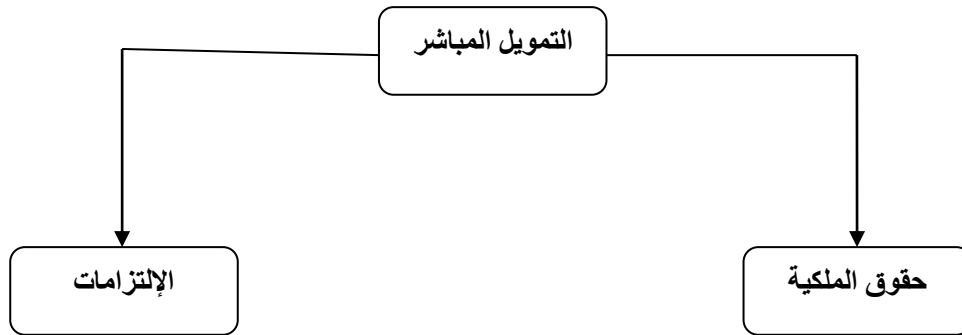 التمويل المباشر
حقوق الملكية
الإلتزامات